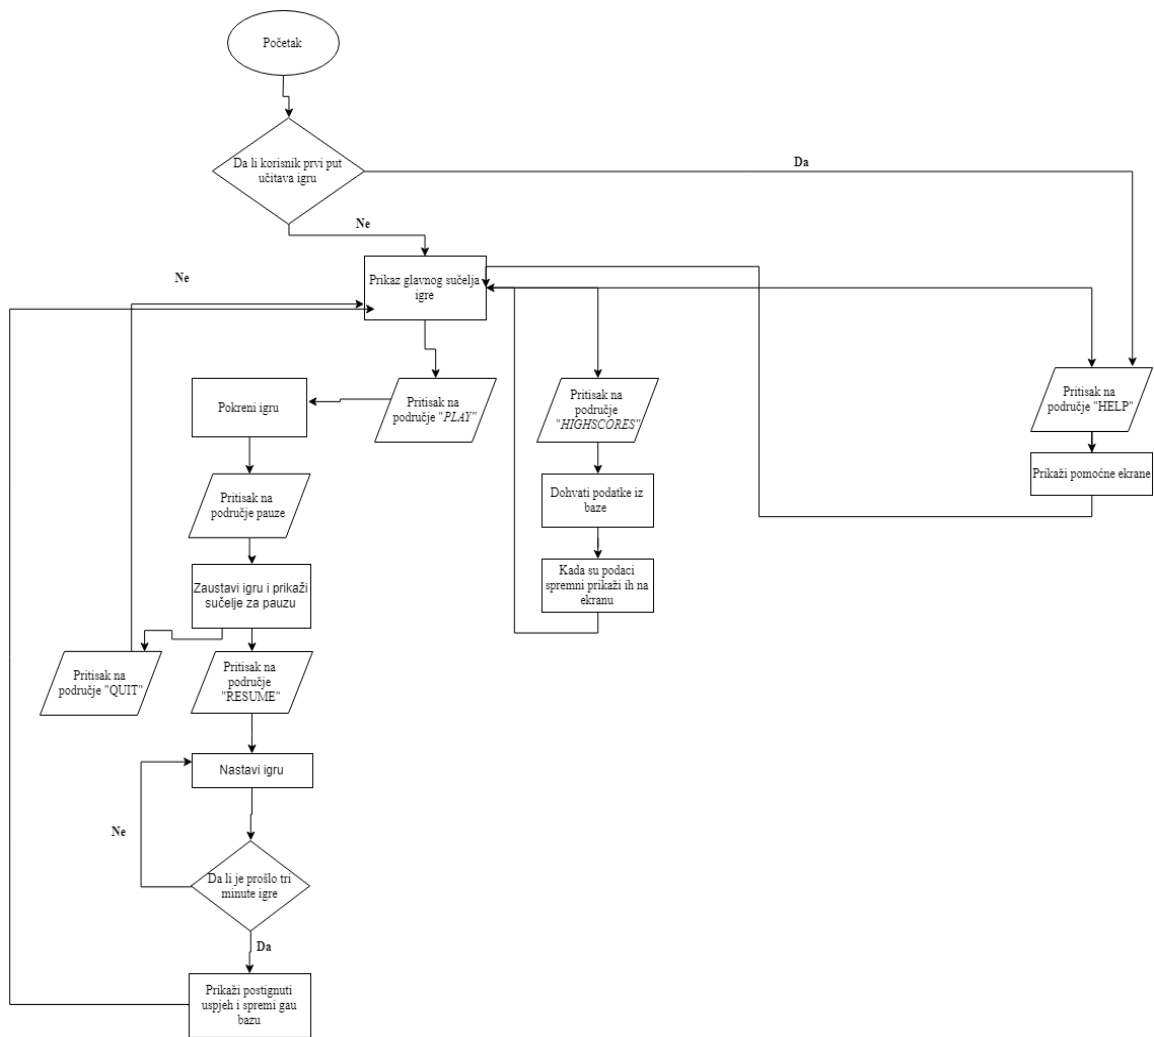 Početak
Da li korisnik prvi put
učitava igru
Da
Ne
Prikaz glavnog sučelja
igre
Ne
Pritisak na
područje "PLAY"
Pokreni igru
Pritisak na
područje
"HIGHSCORES"
Pritisak na
područje "HELP"
Prikaži pomoćne ekrane
Dohvati podatke iz
baze
Kada su podaci
spremni prikaži ih na
ekranu
Pritisak na
područje pauze
Zaustavi igru i prikaži
sučelje za pauzu
Pritisak na
područje "QUIT"
Pritisak na
područje
"RESUME"
Nastavi igru
Ne
Da li je prošlo tri
minute igre
Da
Prikaži postignuti
uspjeh i spremi gau
bazu